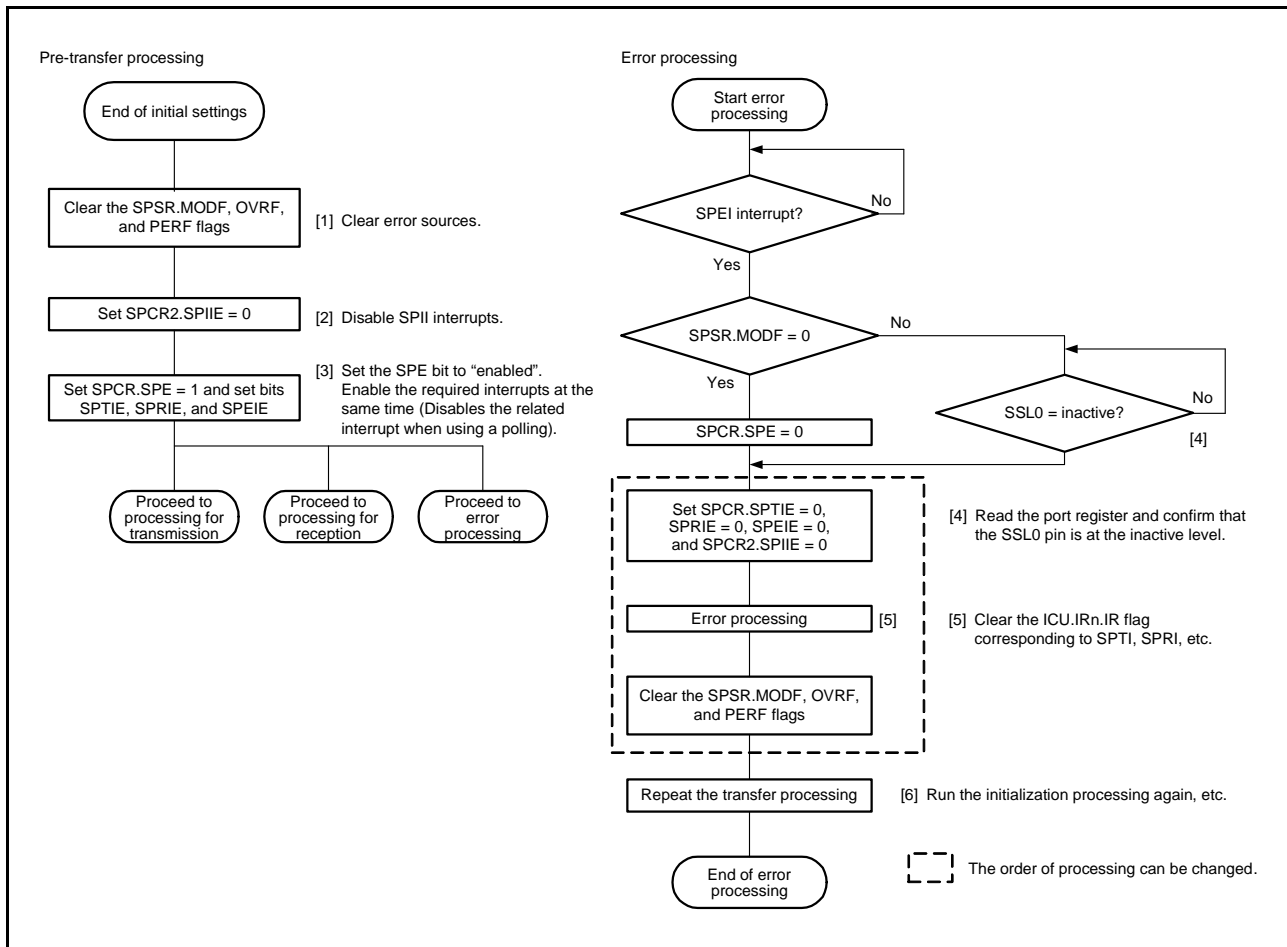 Pre-transfer processing
End of initial settings
Clear the SPSR.MODF, OVRF,
and PERF flags
[1] Clear error sources.
Set SPCR2.SPIIE = 0
[2] Disable SPII interrupts.
Set SPCR.SPE = 1 and set bits
SPTIE, SPRIE, and SPEIE
[3] Set the SPE bit to “enabled”.
Enable the required interrupts at the
same time (Disables the related
interrupt when using a polling).
Proceed to
processing for
transmission
Proceed to
processing for
reception
Proceed to
error
processing
Error processing
Start error
processing
SPEI interrupt?
No
Yes
SPSR.MODF = 0
No
Yes
SSL0 = inactive?
No
[4]
SPCR.SPE = 0
Set SPCR.SPTIE = 0,
SPRIE = 0, SPEIE = 0,
and SPCR2.SPIIE = 0
[4] Read the port register and confirm that
the SSL0 pin is at the inactive level.
Error processing
[5]
[5] Clear the ICU.IRn.IR flag
corresponding to SPTI, SPRI, etc.
Clear the SPSR.MODF, OVRF,
and PERF flags
Repeat the transfer processing
[6] Run the initialization processing again, etc.
End of error
processing
The order of processing can be changed.